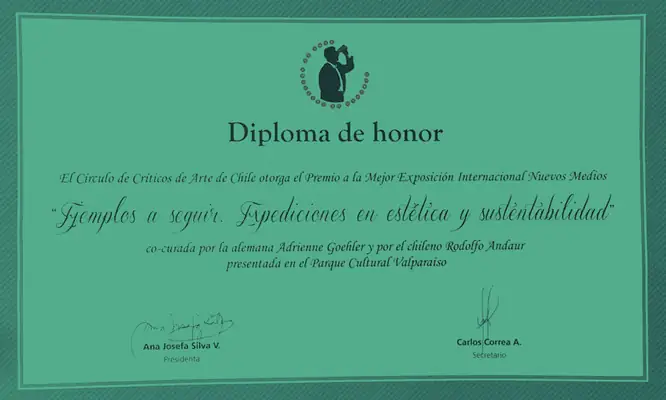 Diploma de honor
El Círculo de Críticos de Arte de Chile otorga el Premio a la Mejor Exposición Internacional Nuevos Medios
"Ejemplos a seguir. Expediciones en estética y sustentabilidad"
co-curada por la alemana Adrienne Goehler y por el chileno Rodolfo Andaur
presentada en el Parque Cultural Valparaíso
Ana Josefa Silva V.
Presidenta
Carlos Correa A.
Secretario